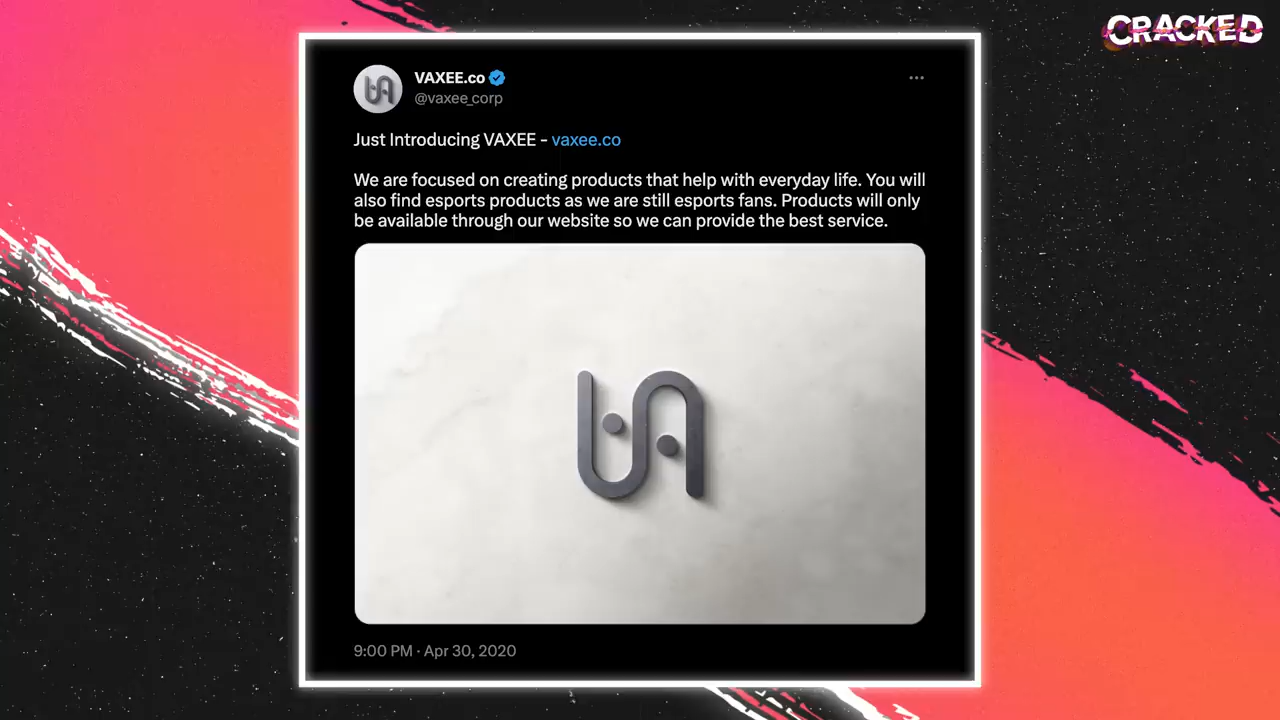 CRACKED
VAXEE.co
@vaxee_corp
Just Introducing VAXEE - vaxee.co
We are focused on creating products that help with everyday life. You will
also find esports products as we are still esports fans. Products will only
be available through our website so we can provide the best service.
9:00 PM · Apr 30, 2020